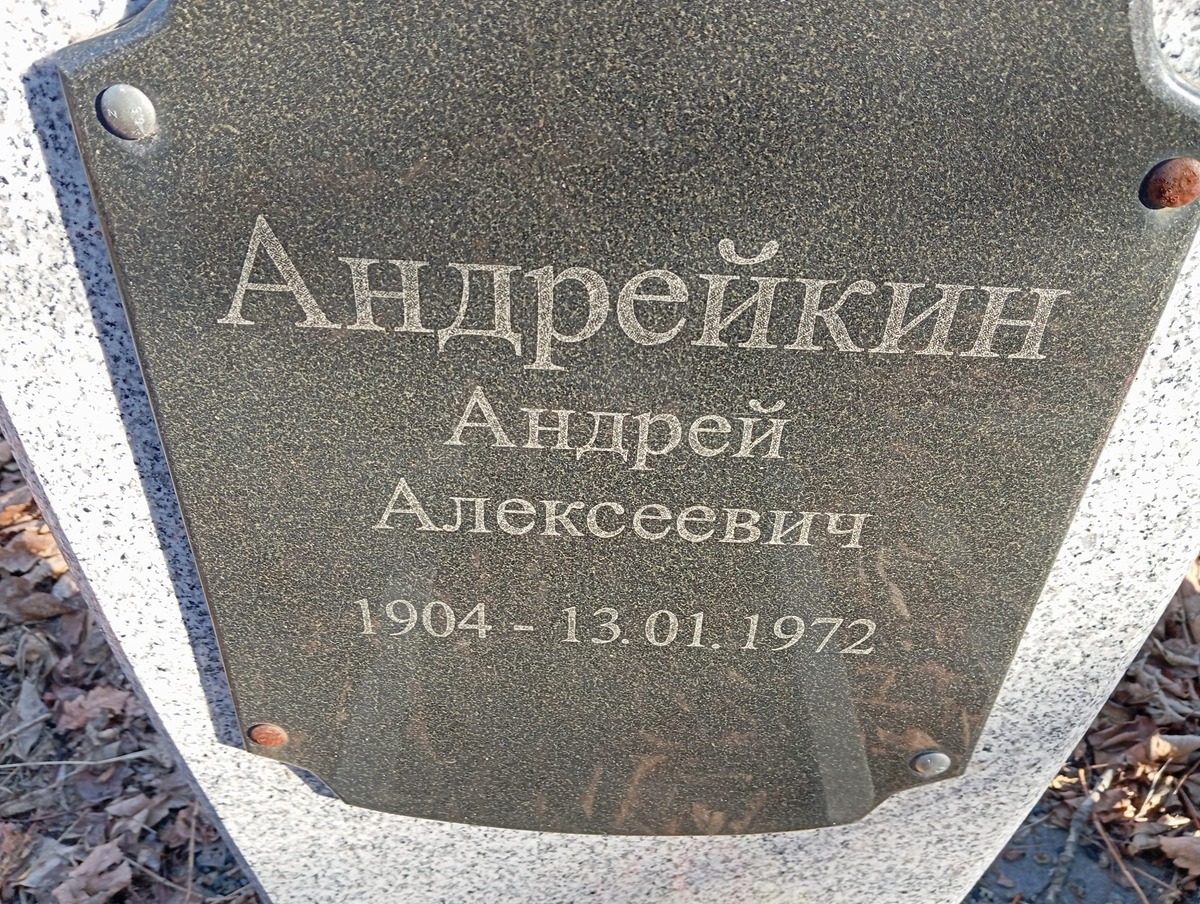 Андрейкин
Андрей
Алексеевич
1904 - 13.01.1972